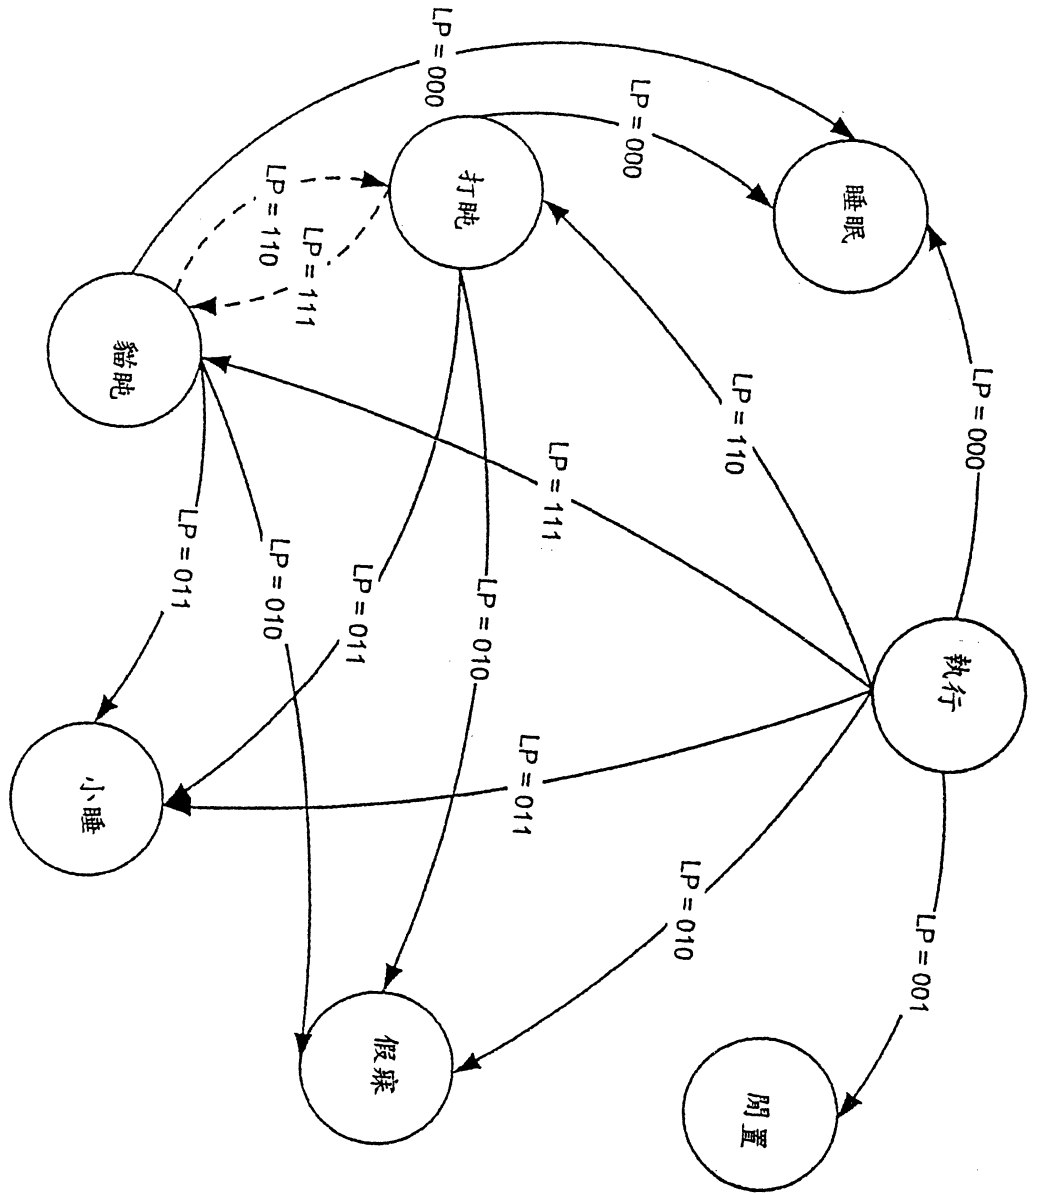 執行
LP = 000
LP = 110
LP = 111
LP = 011
LP = 010
LP = 001
睡眠
打盹
LP = 000
LP = 010
LP = 011
LP = 111
LP = 110
貓盹
LP = 000
LP = 010
LP = 011
小睡
假寐
閒置